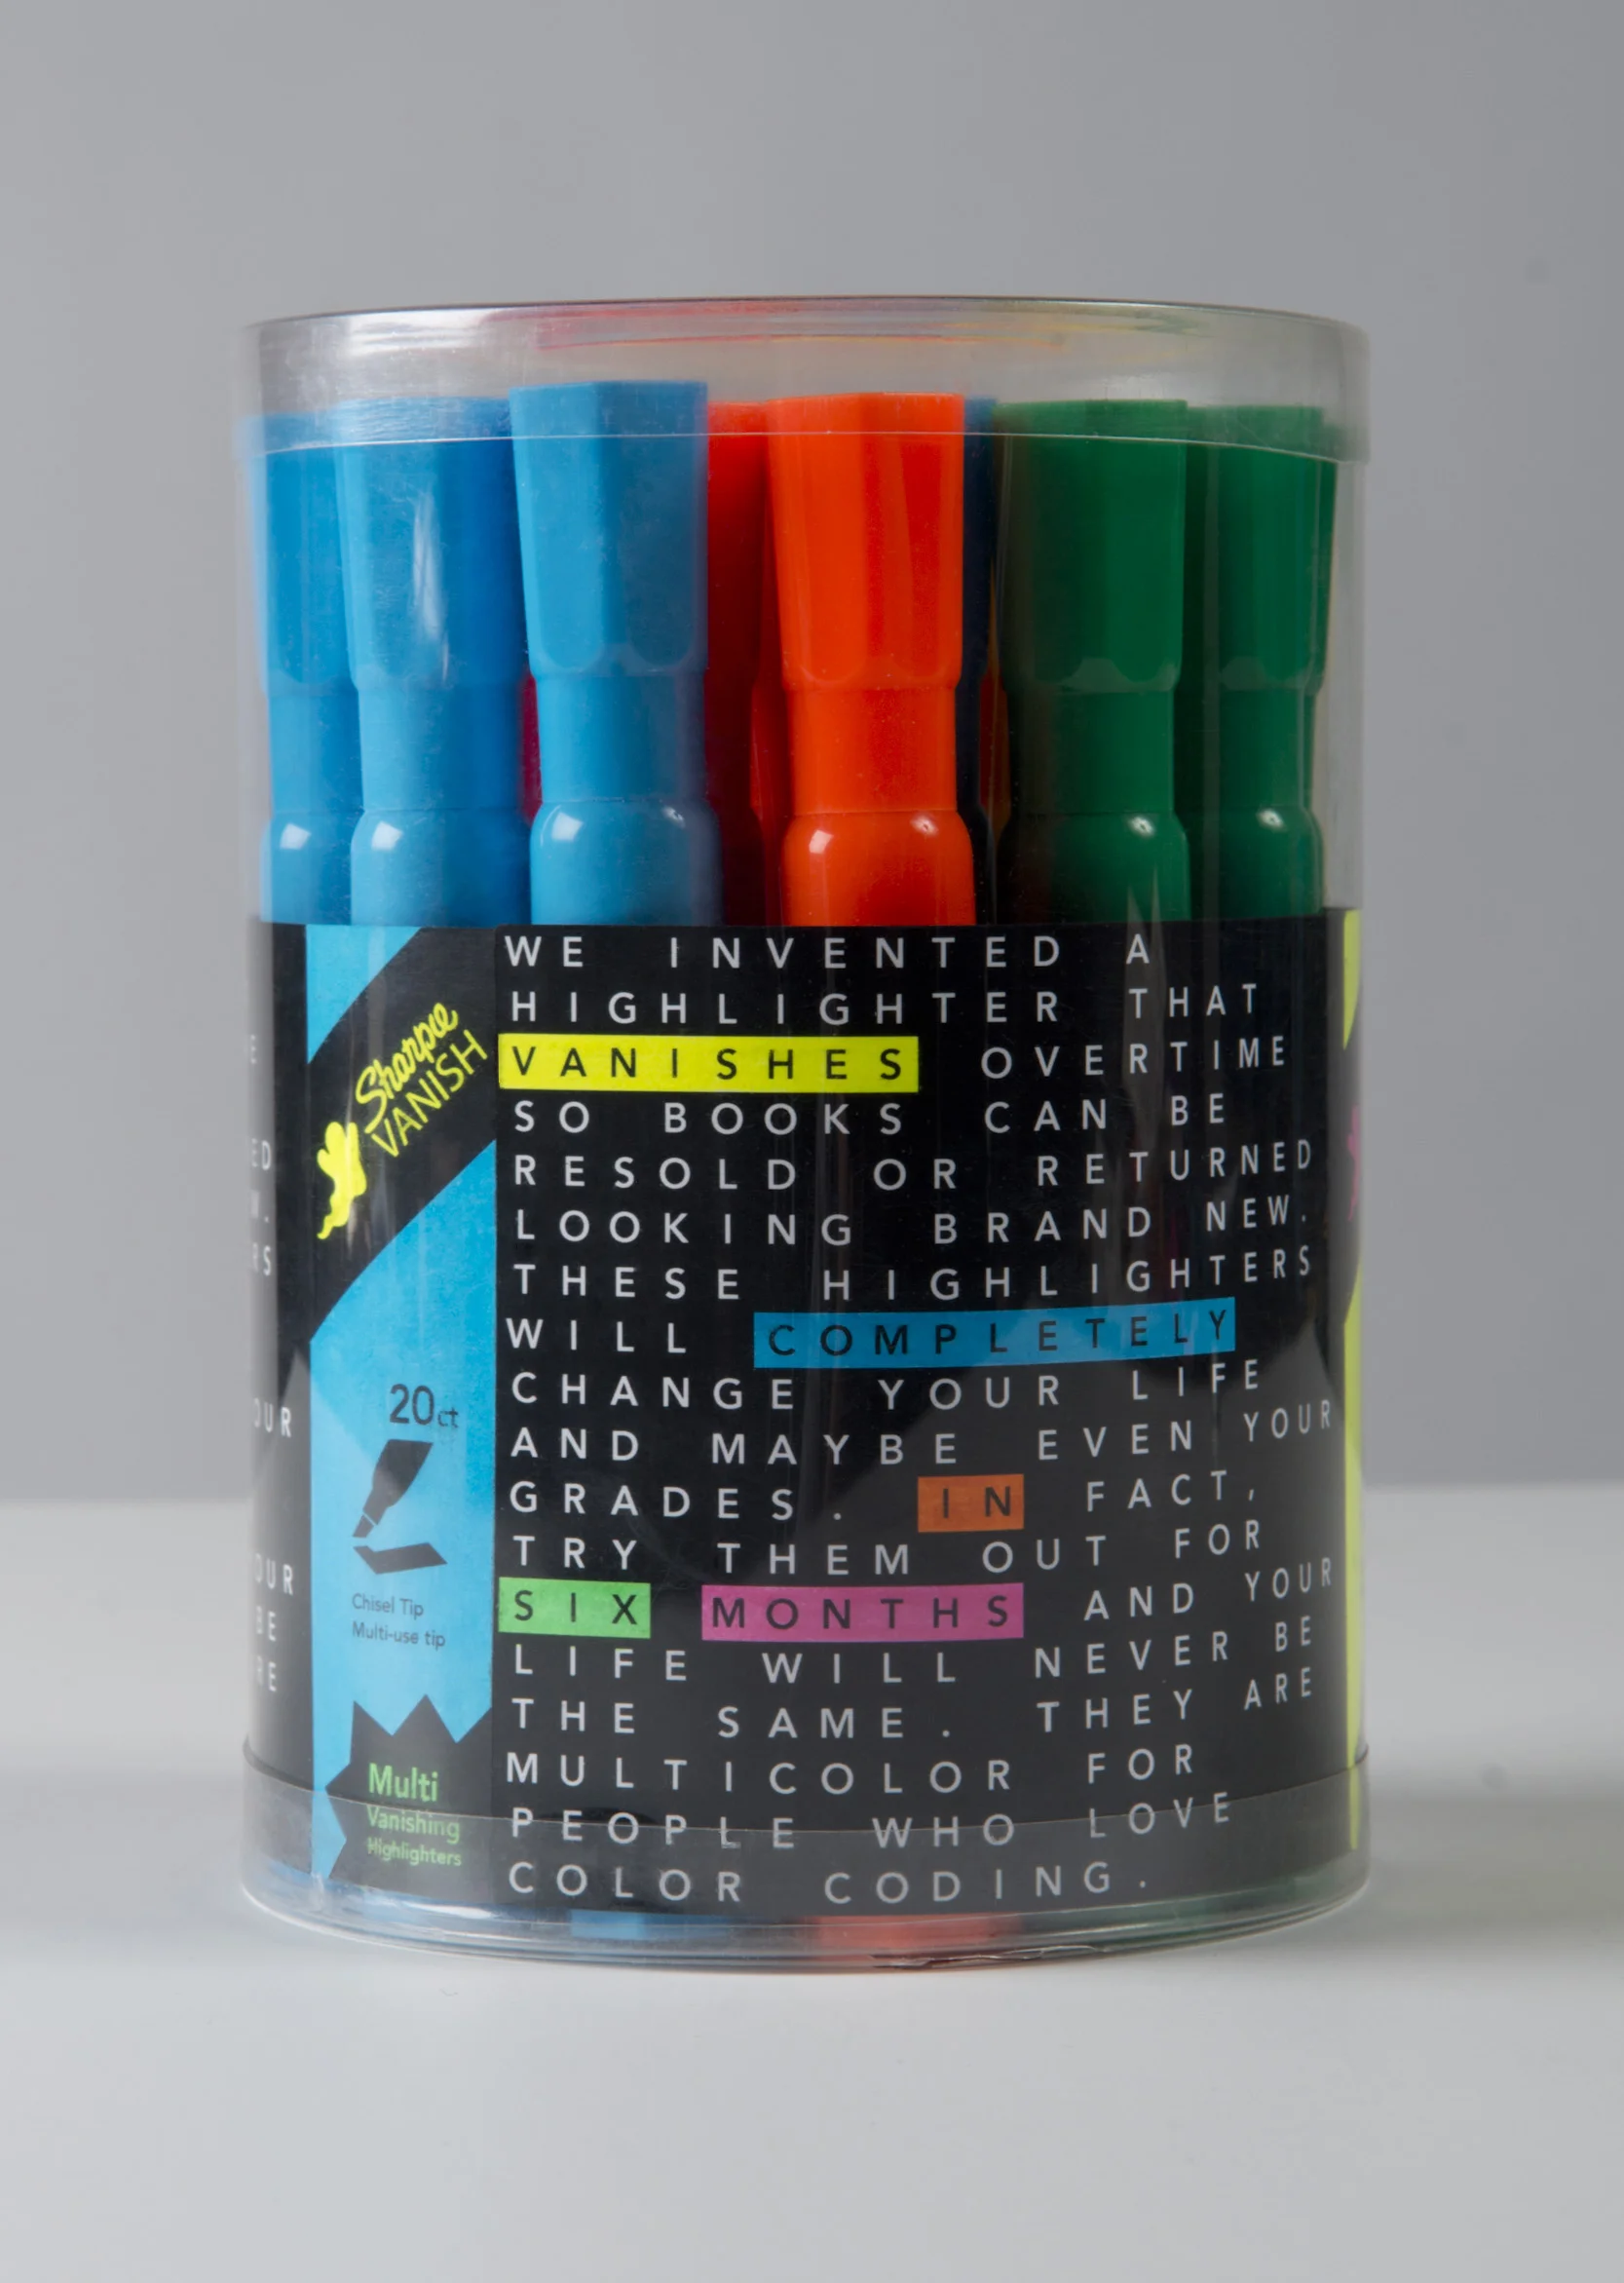 WE INVENTED A
HIGHLIGHTER THAT
VANISHES OVERTIME
SO BOOKS CAN BE
RESOLD OR RETURNED
LOOKING BRAND NEW.
THESE HIGHLIGHTERS
WILL COMPLETELY
CHANGE YOUR LIFE
AND MAYBE EVEN YOUR
GRADES. IN FACT,
TRY THEM OUT FOR
SIX MONTHS AND YOUR
LIFE WILL NEVER BE
THE SAME. THEY ARE
MULTICOLOR FOR
PEOPLE WHO LOVE
COLOR CODING.
Sharpie
VANISH
20ct
Chisel Tip
Multi-use tip
Multi
Vanishing
Highlighters